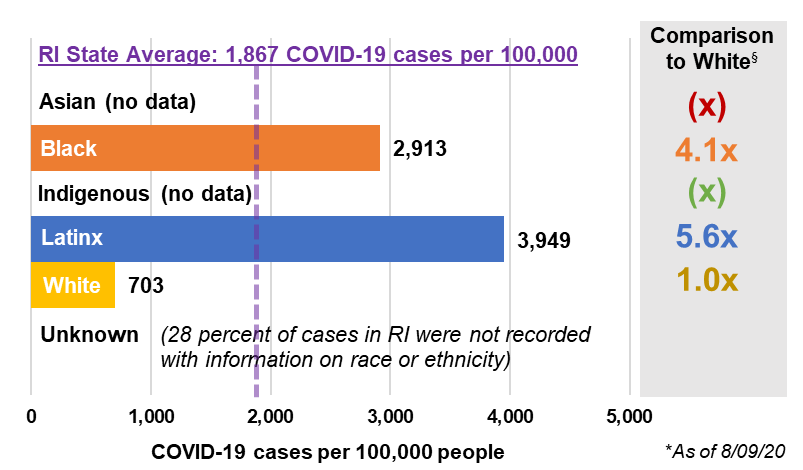 RI State Average: 1,867 COVID-19 cases per 100,000
Comparison
to White§
Asian (no data)
(x)
Black
2,913
4.1x
Indigenous (no data)
(x)
Latinx
3,949
5.6x
White
703
1.0x
Unknown (28 percent of cases in RI were not recorded
with information on race or ethnicity)
0
1,000
2,000
3,000
4,000
5,000
COVID-19 cases per 100,000 people
*As of 8/09/20